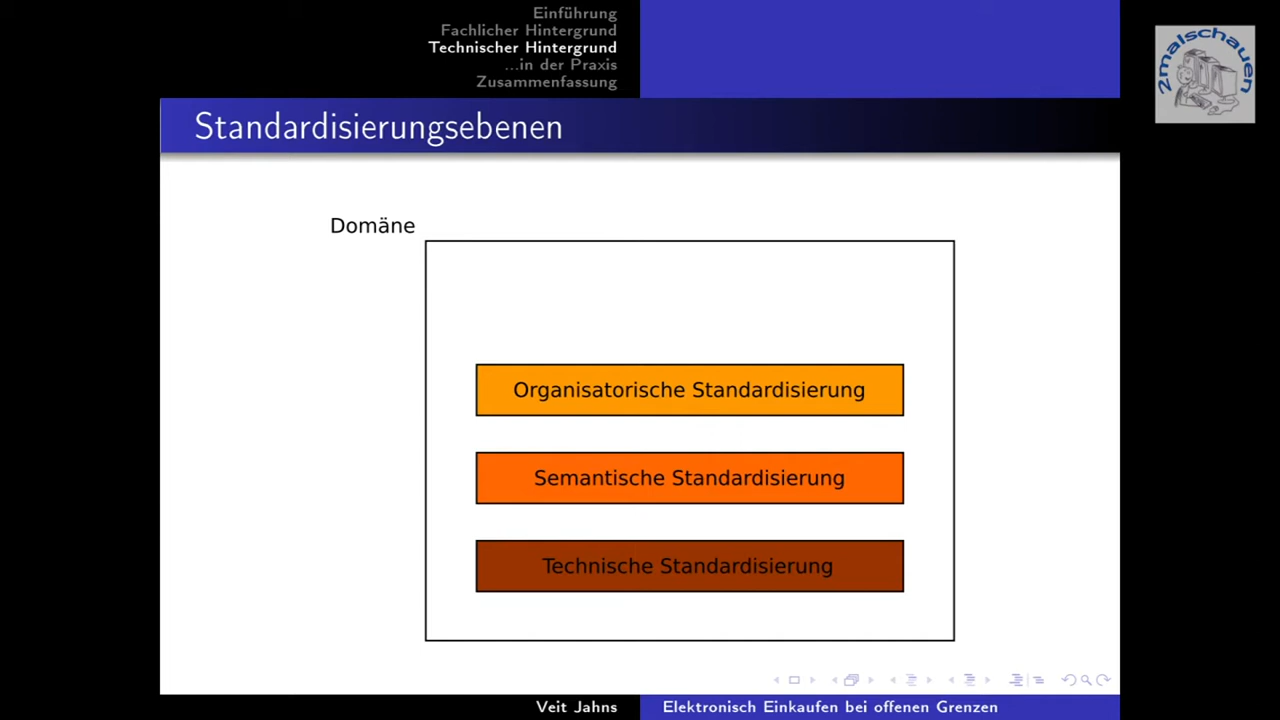 Einführung
Fachlicher Hintergrund
Technischer Hintergrund
...in der Praxis
Zusammenfassung
2malschauen
Standardisierungsebenen
Domäne
Organisatorische Standardisierung
Semantische Standardisierung
Technische Standardisierung
Veit Jahns
Elektronisch Einkaufen bei offenen Grenzen